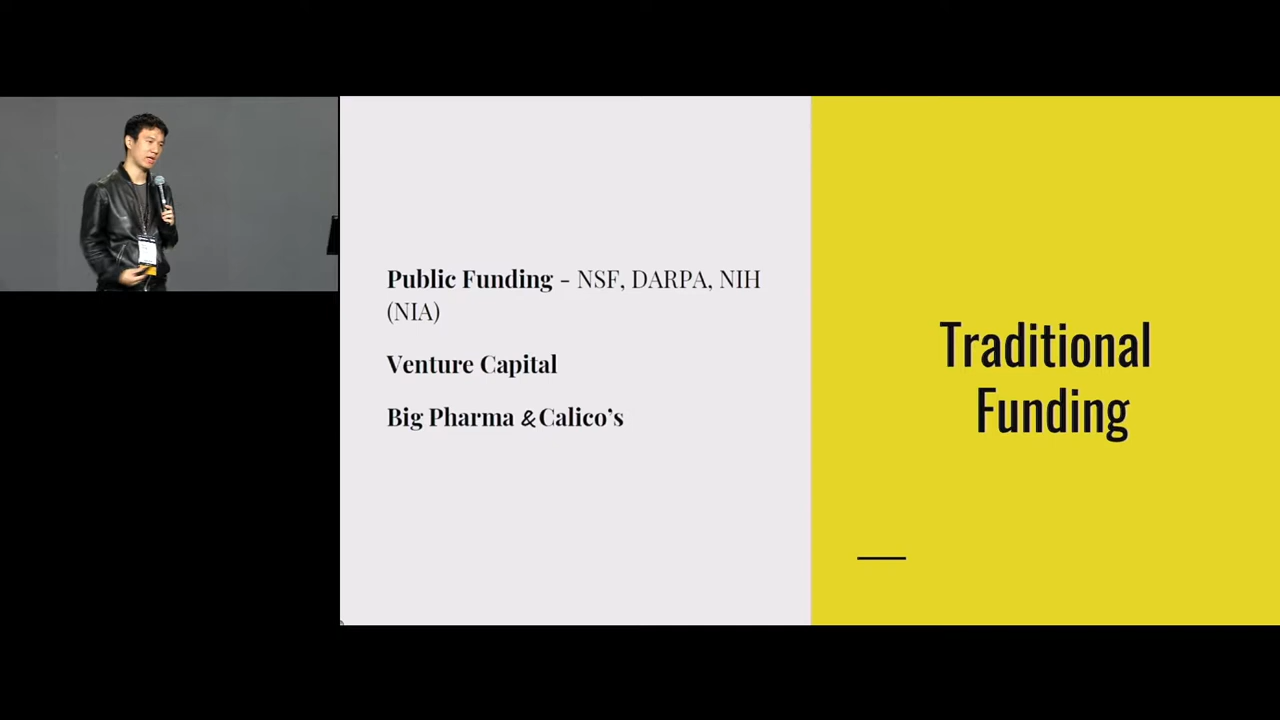 Public Funding - NSF, DARPA, NIH
(NIA)
Venture Capital
Big Pharma & Calico's
Traditional
Funding